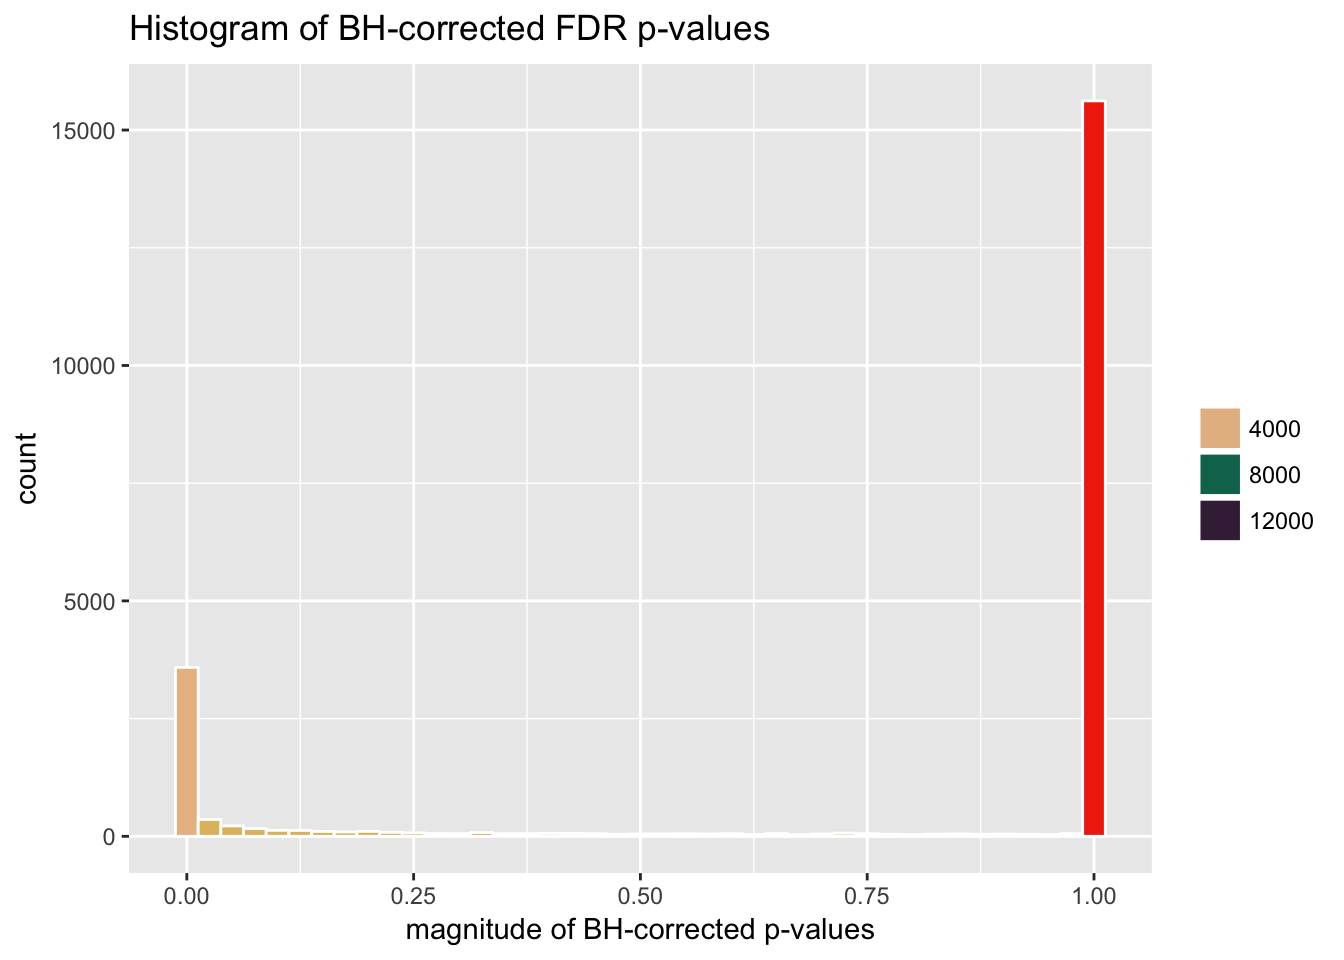 Histogram of BH-corrected FDR p-values
count
15000
10000
5000
0
0.00 0.25 0.50 0.75 1.00
magnitude of BH-corrected p-values
4000
8000
12000